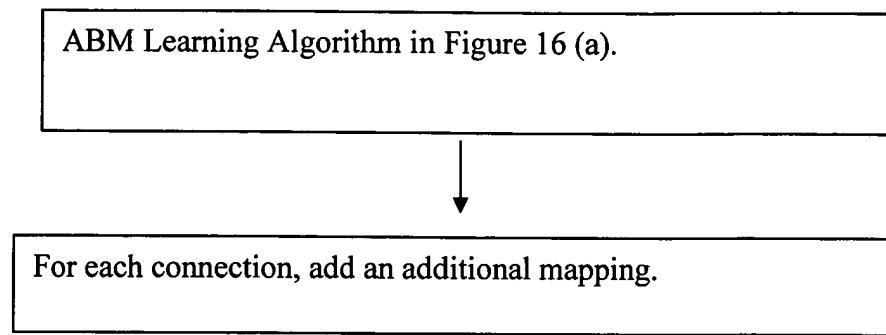 ABM Learning Algorithm in Figure 16 (a).
For each connection, add an additional mapping.